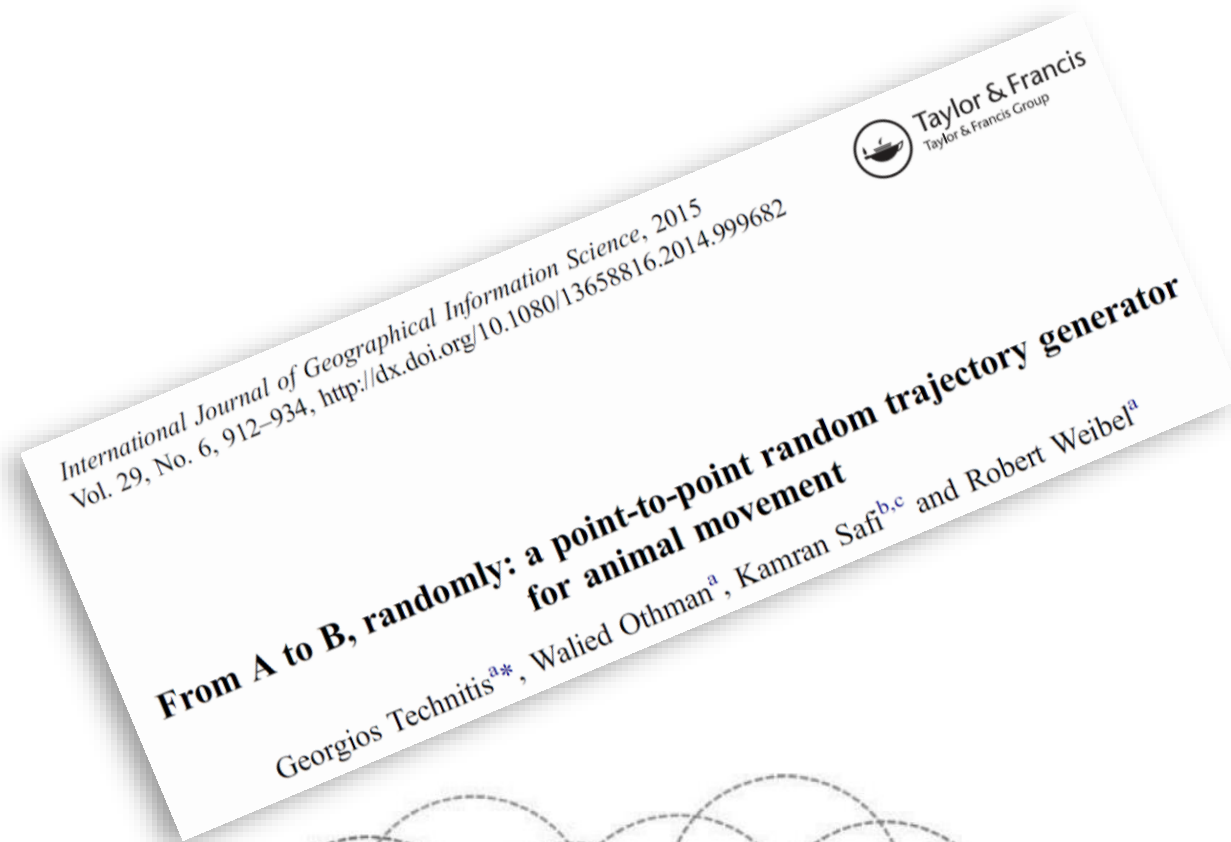 Taylor & Francis
Taylor & Francis Group
International Journal of Geographical Information Science, 2015
Vol. 29, No. 6, 912–934, http://dx.doi.org/10.1080/13658816.2014.999682
From A to B, randomly: a point-to-point random trajectory generator
for animal movement
Georgios Technitisa*, Walied Othmana, Kamran Safib,c and Robert Weibela